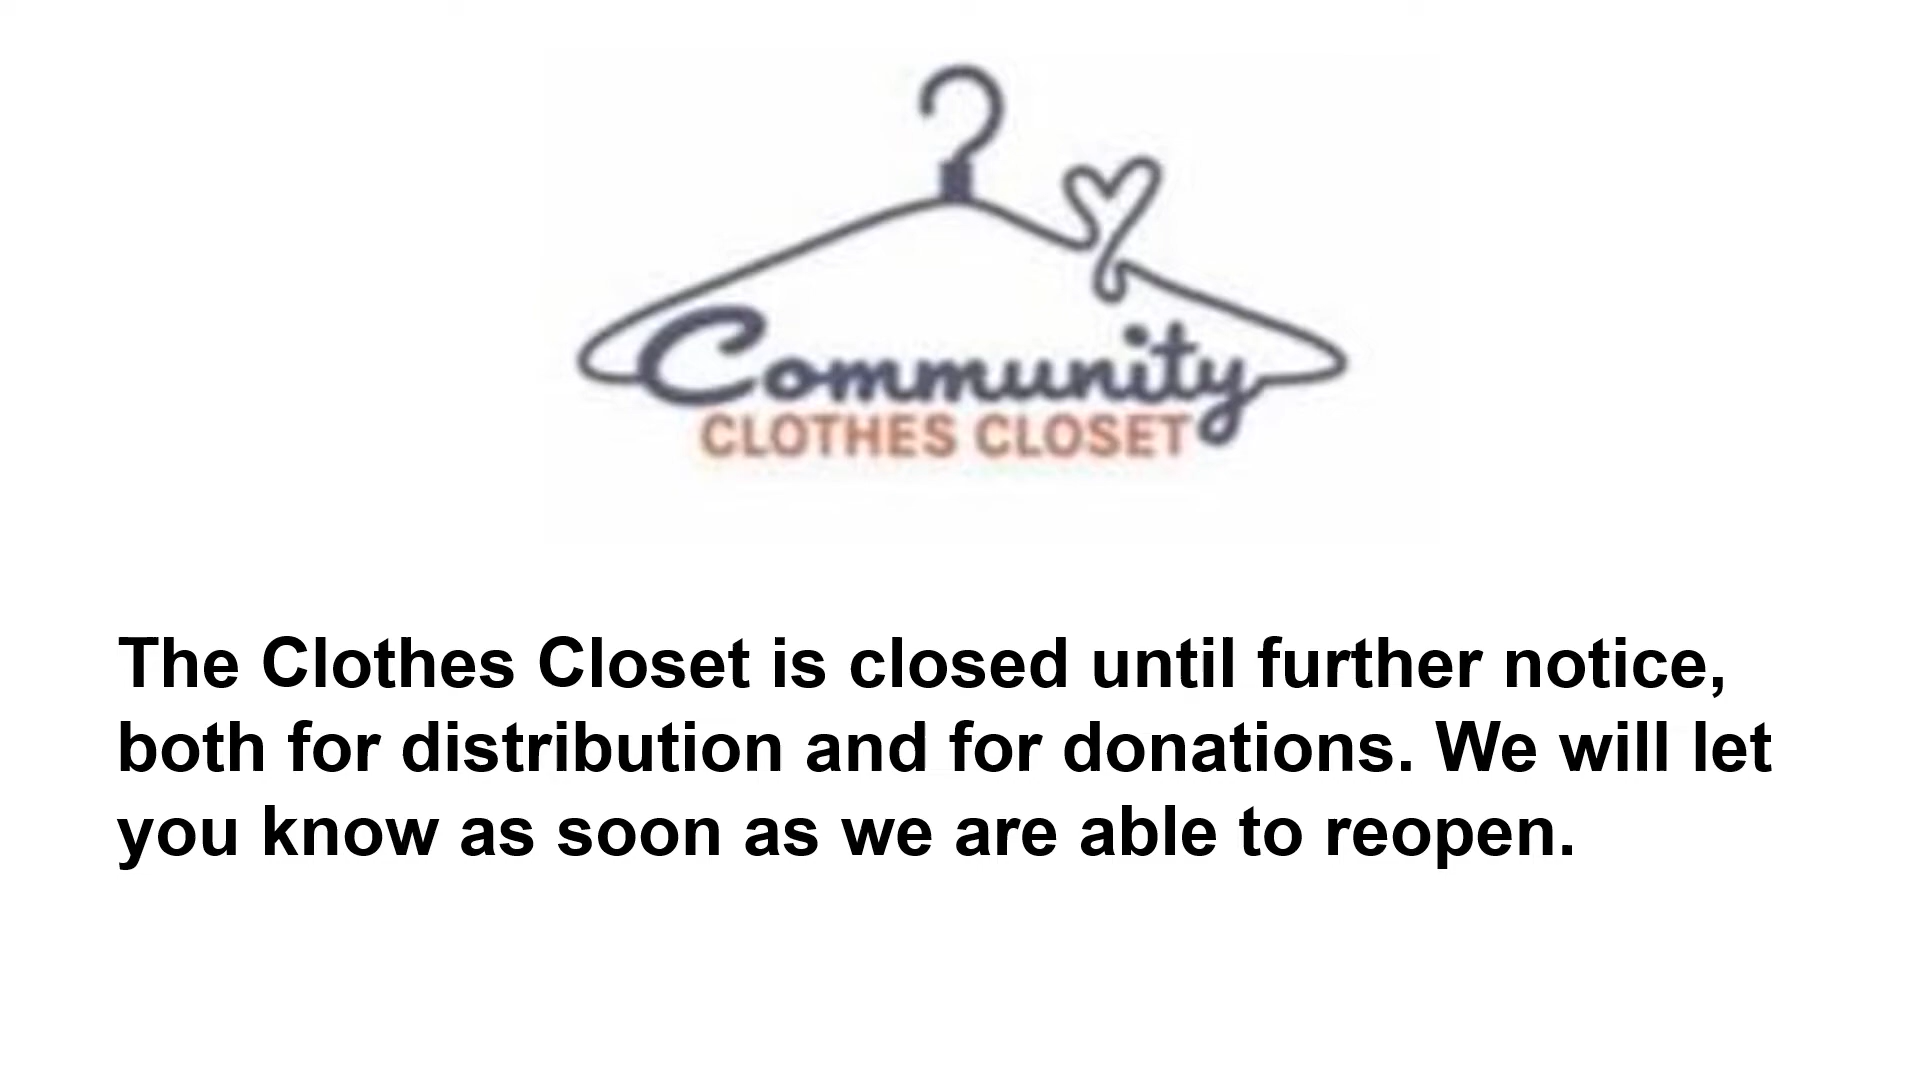 Community
CLOTHES CLOSET
The Clothes Closet is closed until further notice,
both for distribution and for donations. We will let
you know as soon as we are able to reopen.